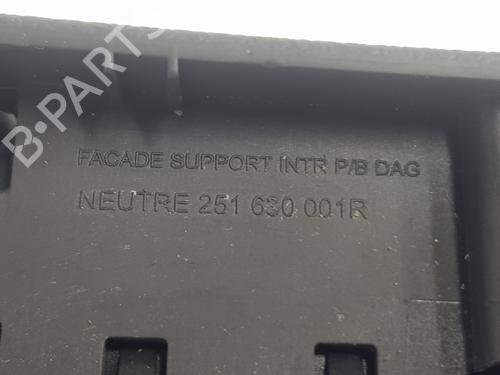 B-PARTS
FACADE SUPPORT INTR P/B DAG
NEUTRE 251 630 001R